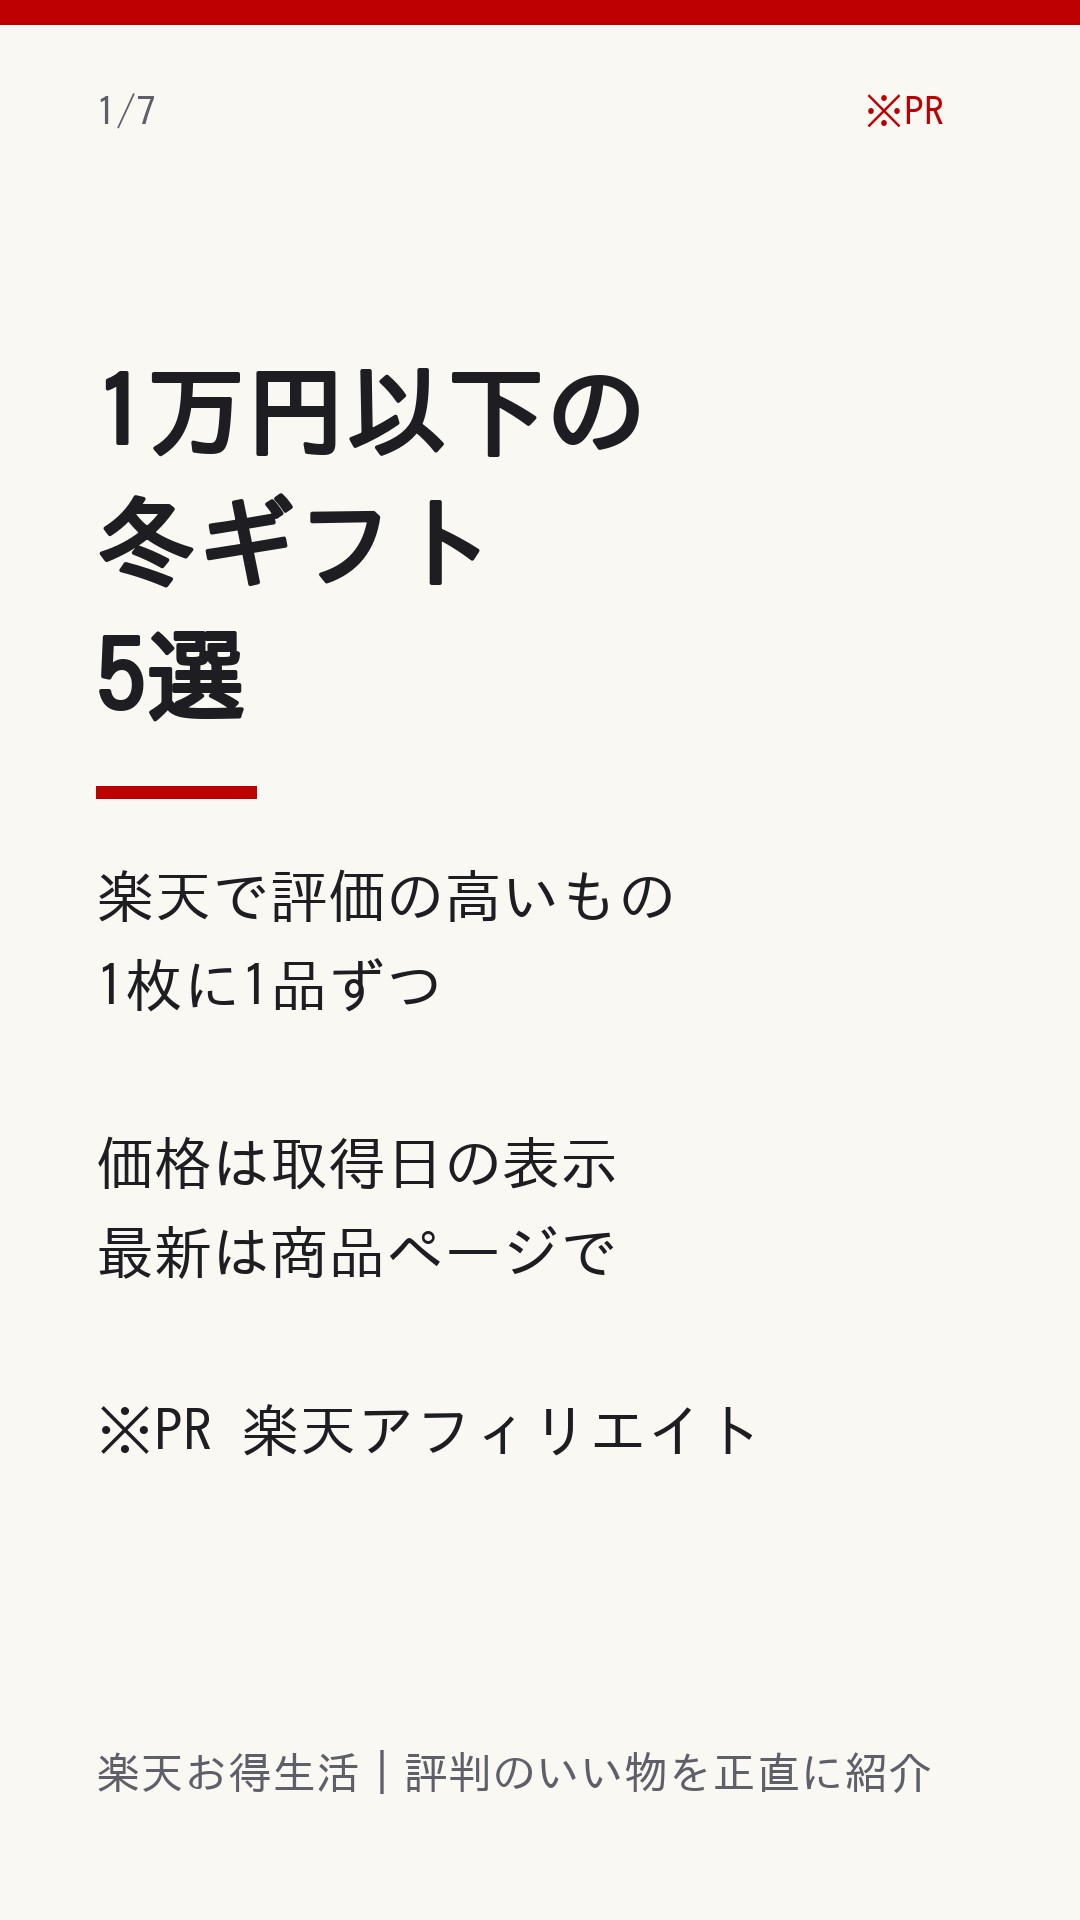 1/7
※PR
1万円以下の
冬ギフト
5選
楽天で評価の高いもの
1枚に1品ずつ
価格は取得日の表示
最新は商品ページで
※PR 楽天アフィリエイト
楽天お得生活｜評判のいい物を正直に紹介